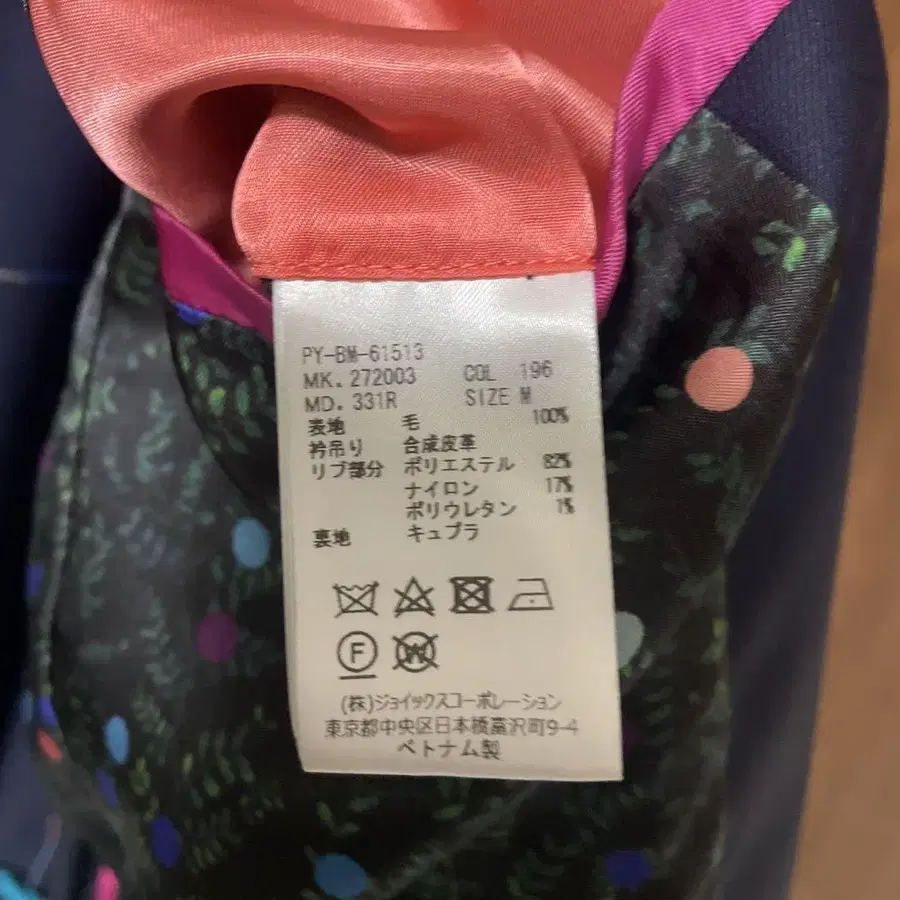 PY-BM-61513
MK. 272003 COL 196
MD. 331R SIZE M
表地 毛 100%
衿吊り 合成皮革
リブ部分 ポリエステル 82%
ナイロン 17%
ポリウレタン 1%
裏地 キュプラ
F W
(株)ジョイックスコーポレーション
東京都中央区日本橋富沢町9-4
ベトナム製